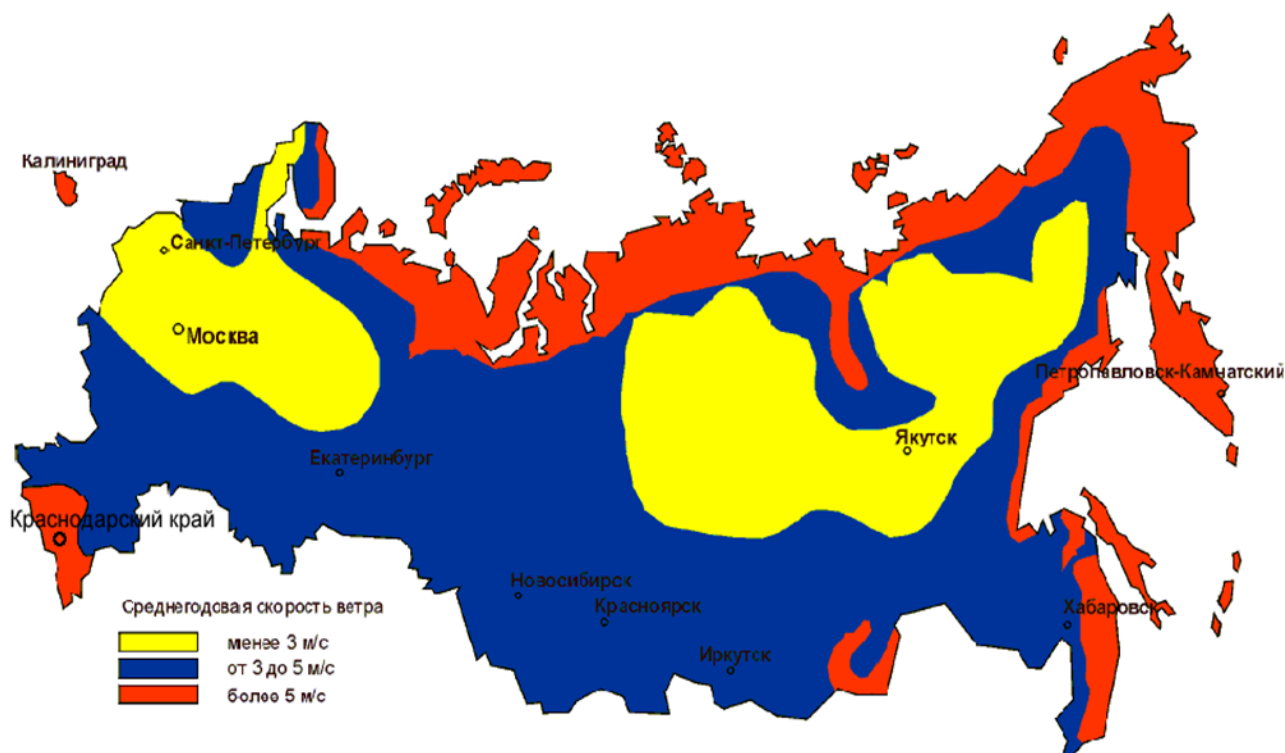 Калиниград
Санкт-Петербург
Москва
Петропавловск-Камчатский
Якутск
Екатеринбург
Краснодарский край
Новосибирск
Красноярск
Хабаровск
Иркутск
Среднегодовая скорость ветра
менее 3 м/с
от 3 до 5 м/с
более 5 м/с